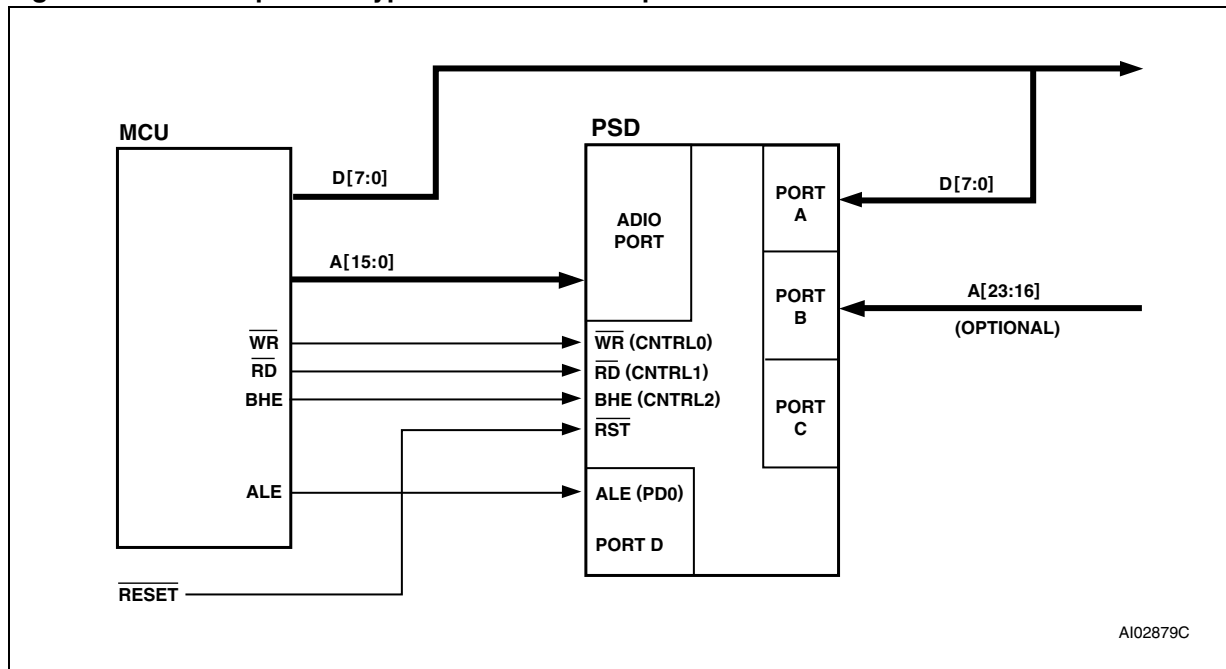 MCU
PSD
D[7:0]
D[7:0]
ADIO
PORT
PORT
A
A[15:0]
PORT
B
A[23:16]
(OPTIONAL)
WR
WR (CNTRL0)
RD
RD (CNTRL1)
BHE
BHE (CNTRL2)
RST
PORT
C
ALE
ALE (PD0)
PORT D
RESET
AI02879C